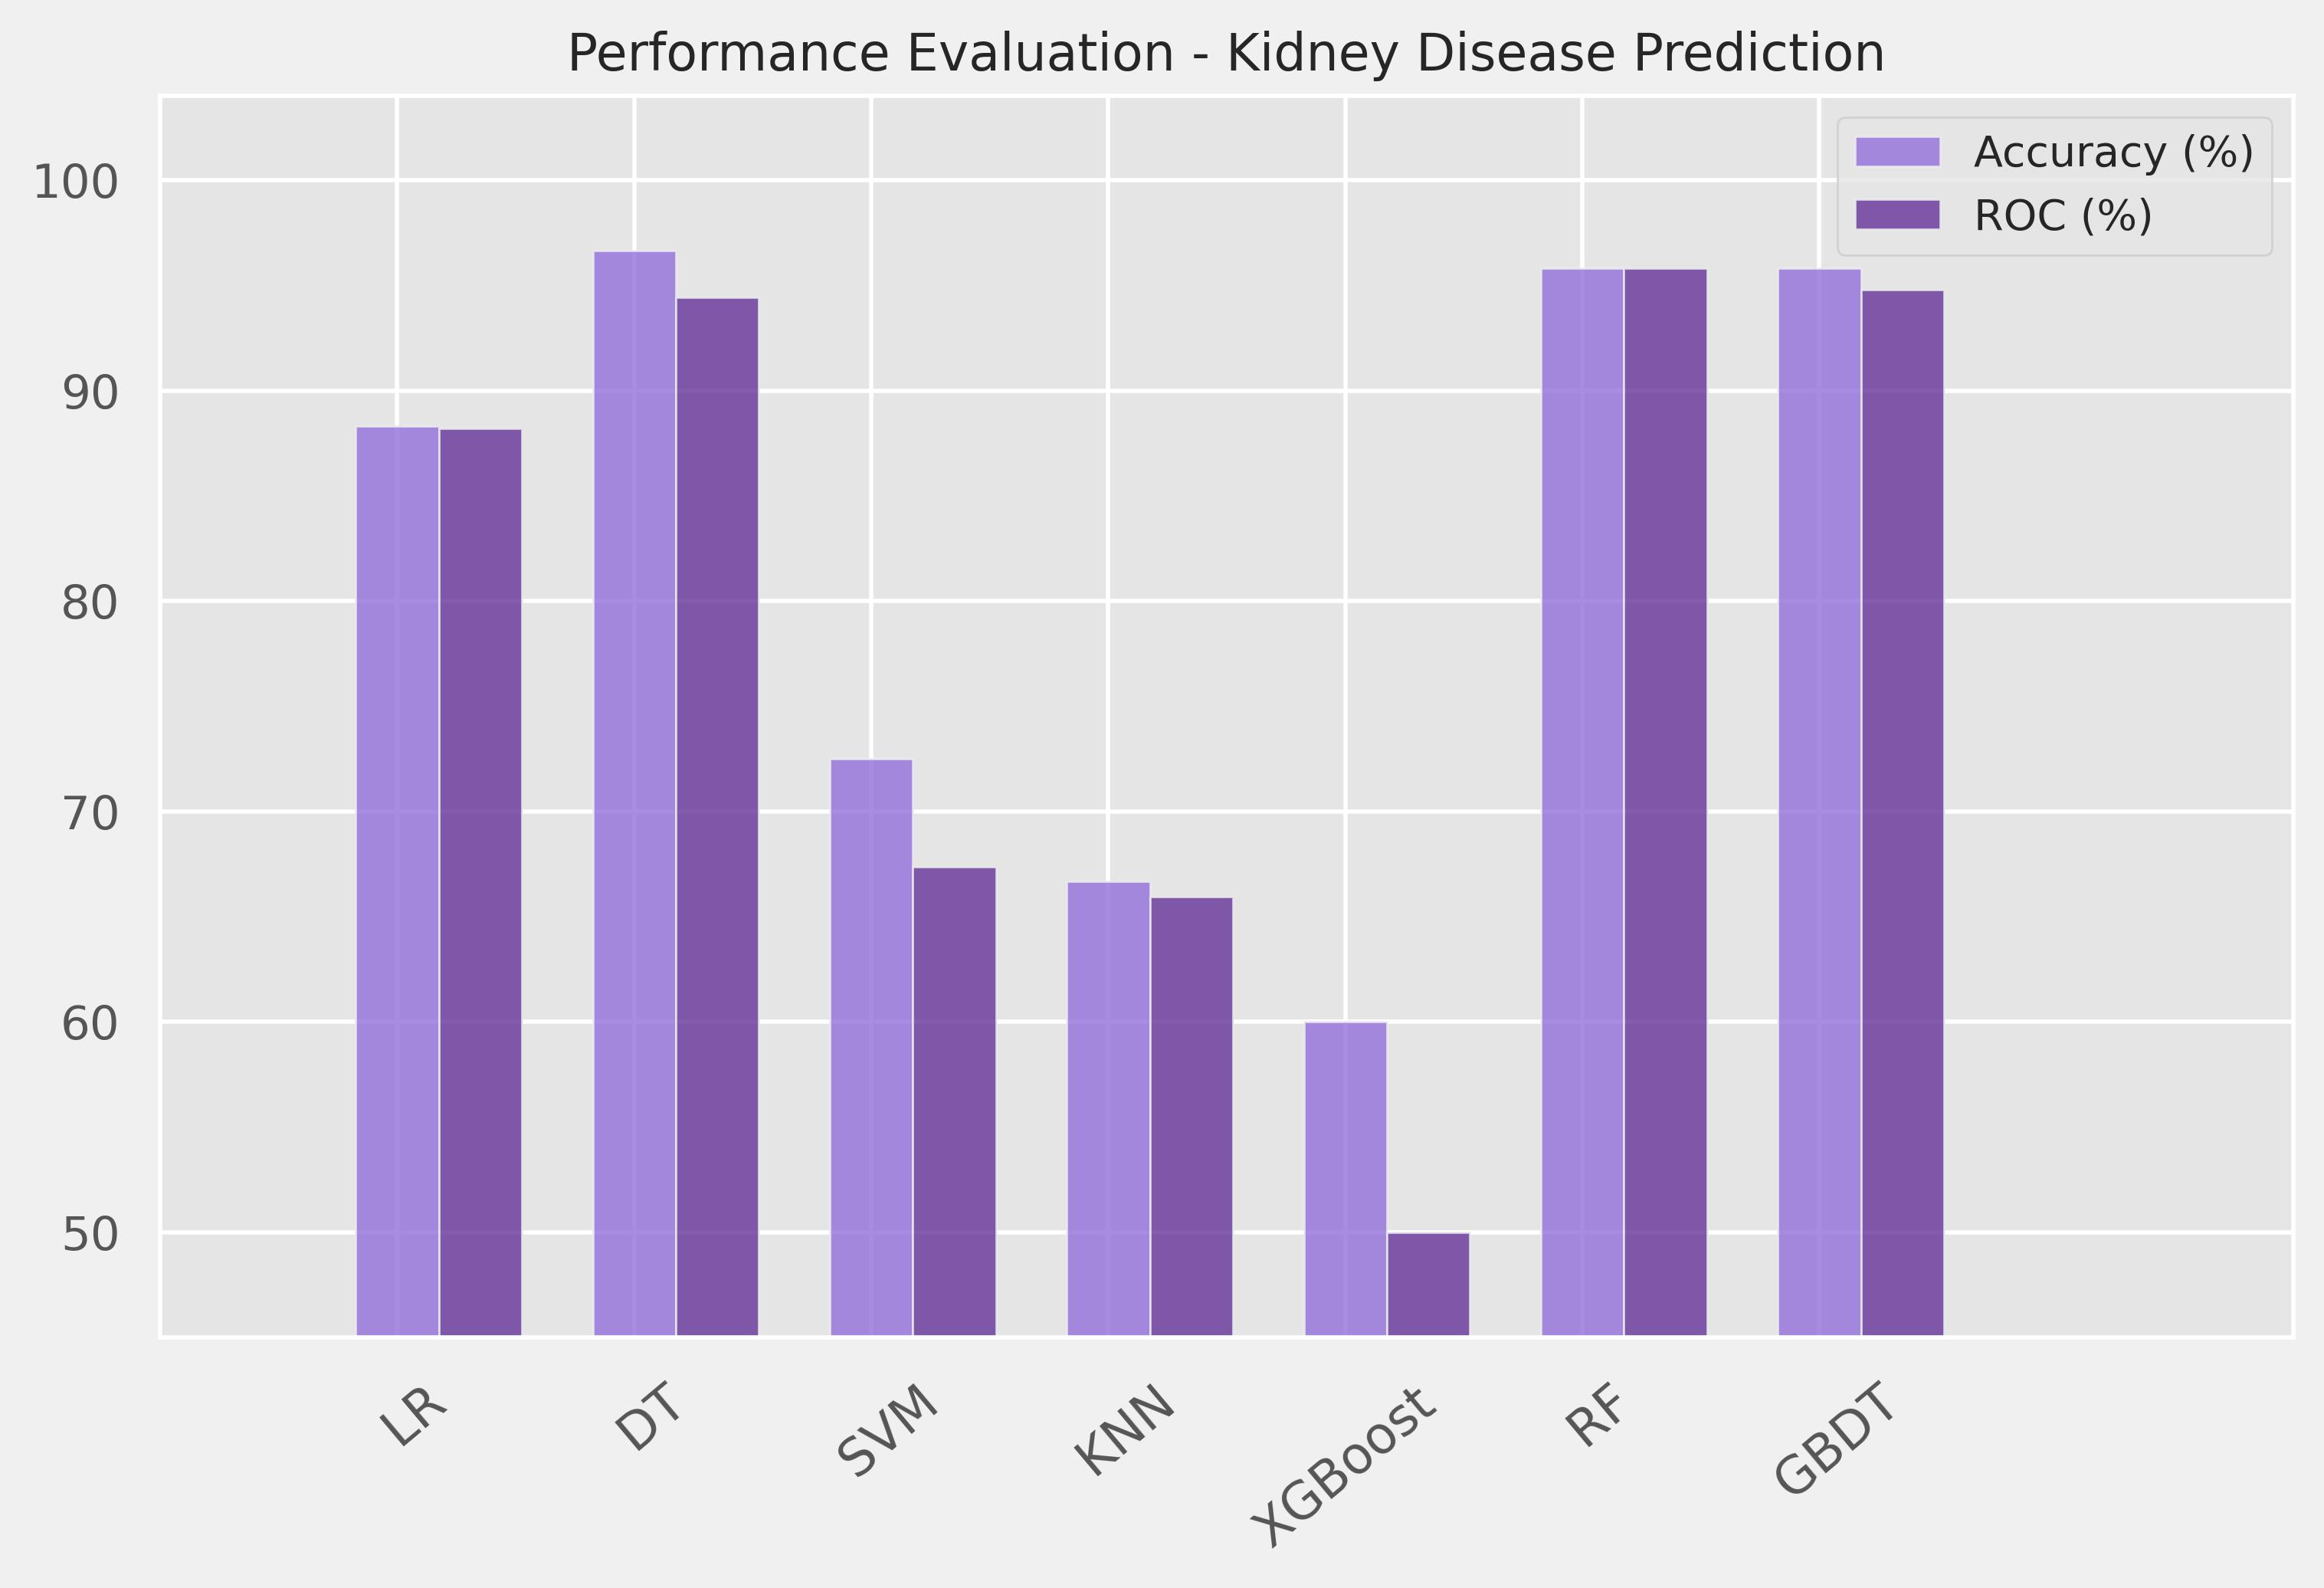 Performance Evaluation - Kidney Disease Prediction
Accuracy (%)
ROC (%)
100
90
80
70
60
50
LR
DT
SVM
KNN
XGBoost
RF
GBDT